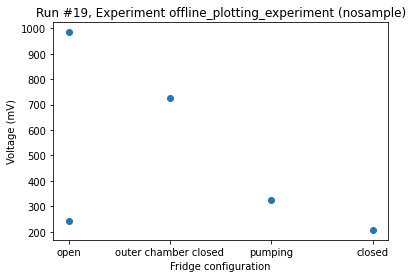 Run #19, Experiment offline_plotting_experiment (nosample)
Voltage (mV)
1000
900
800
700
600
500
400
300
200
open
outer chamber closed
pumping
closed
Fridge configuration